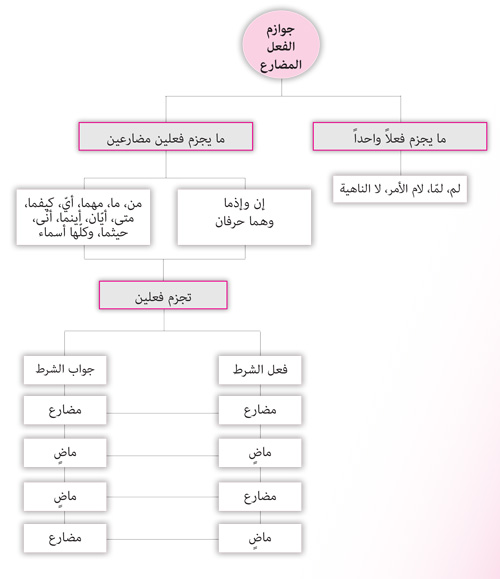 جوازم
الفعل
المضارع
ما يجزم فعلاً واحداً
ما يجزم فعلين مضارعين
لم، لمّا، لام الأمر، لا الناهية
إن وإذما
وهما حرفان
من، ما، مهما، أيّ، كيفما،
متى، أيّان، أينما، أنّى،
حيثما، وكلّها أسماء
تجزم فعلين
فعل الشرط
جواب الشرط
مضارع
مضارع
ماضٍ
ماضٍ
مضارع
ماضٍ
ماضٍ
مضارع